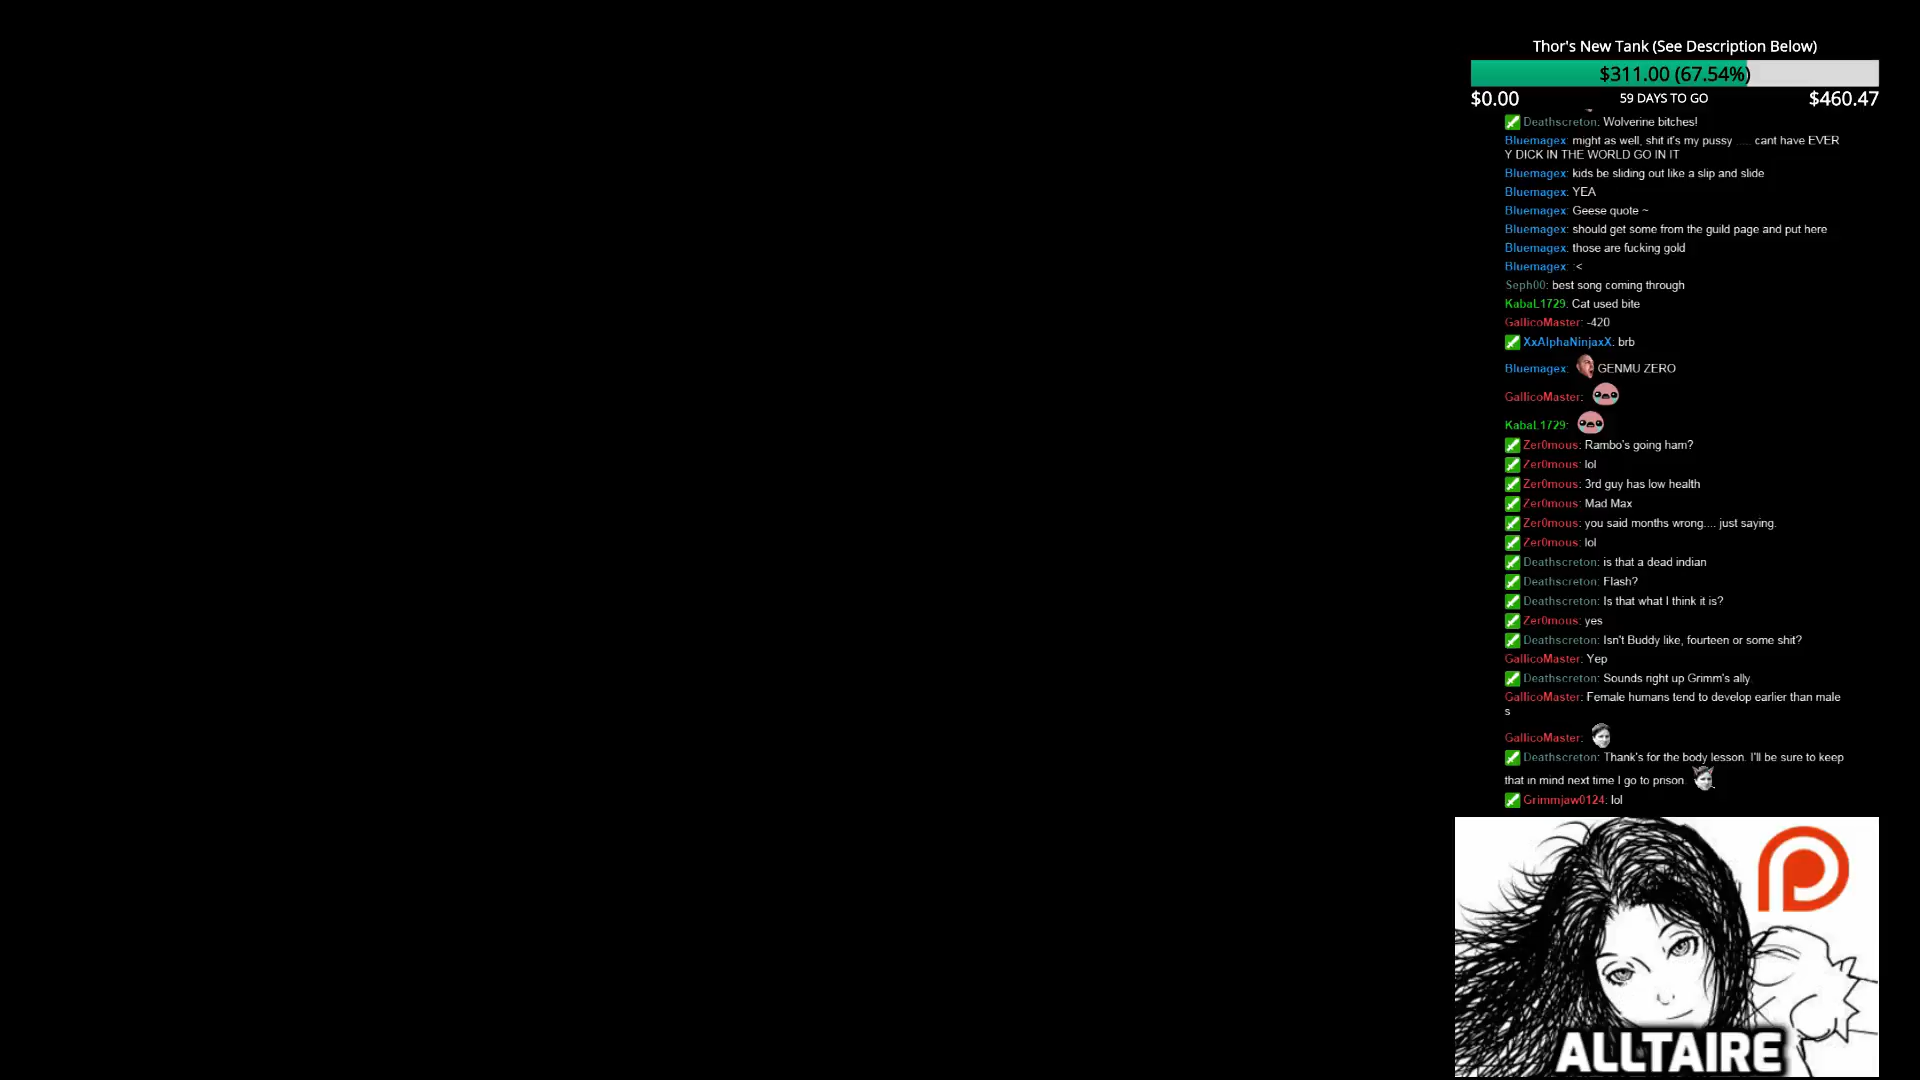 Thor's New Tank (See Description Below)
$311.00 (67.54%)
$0.00 59 DAYS TO GO $460.47
Deathscreton: Wolverine bitches!
Bluemagex: might as well, shit it's my pussy ..... cant have EVER
Y DICK IN THE WORLD GO IN IT
Bluemagex: kids be sliding out like a slip and slide
Bluemagex: YEA
Bluemagex: Geese quote ~
Bluemagex: should get some from the guild page and put here
Bluemagex: those are fucking gold
Bluemagex: :<
Seph00: best song coming through
KabaL1729: Cat used bite
GallicoMaster: -420
XxAlphaNinjaxX: brb
Bluemagex: GENMU ZERO
GallicoMaster:
KabaL1729:
Zer0mous: Rambo's going ham?
Zer0mous: lol
Zer0mous: 3rd guy has low health
Zer0mous: Mad Max
Zer0mous: you said months wrong.... just saying.
Zer0mous: lol
Deathscreton: is that a dead indian
Deathscreton: Flash?
Deathscreton: Is that what I think it is?
Zer0mous: yes
Deathscreton: Isn't Buddy like, fourteen or some shit?
GallicoMaster: Yep
Deathscreton: Sounds right up Grimm's ally.
GallicoMaster: Female humans tend to develop earlier than male
s
GallicoMaster:
Deathscreton: Thank's for the body lesson. I'll be sure to keep
that in mind next time I go to prison
Grimmjaw0124: lol
ALLTAIRE